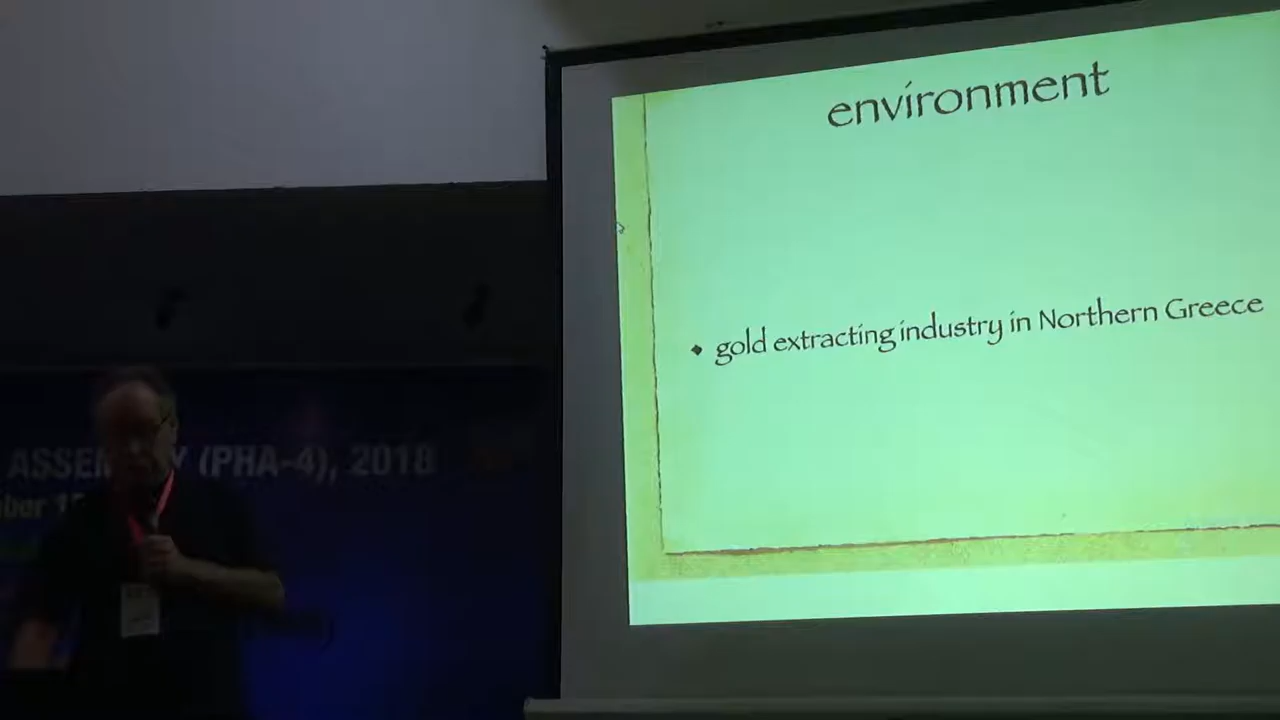 environment
• gold extracting industry in Northern Greece
(PHA-4), 2018